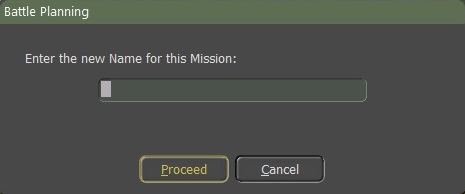 Battle Planning
Enter the new Name for this Mission:
Proceed
Cancel